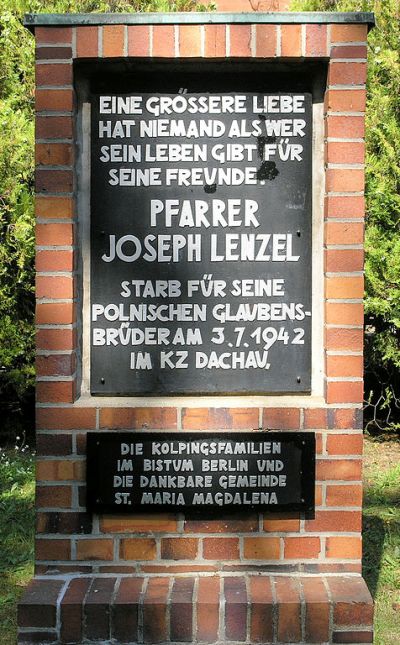 EINE GRÖSSERE LIEBE
HAT NIEMAND ALS WER
SEIN LEBEN GIBT FÜR
SEINE FREUNDE.
PFARRER
JOSEPH LENZEL
STARB FÜR SEINE
POLNISCHEN GLAUBENS-
BRÜDER AM 3.7.1942
IM KZ DACHAU.
DIE KOLPINGSFAMILIEN
IM BISTUM BERLIN UND
DIE DANKBARE GEMEINDE
ST. MARIA MAGDALENA